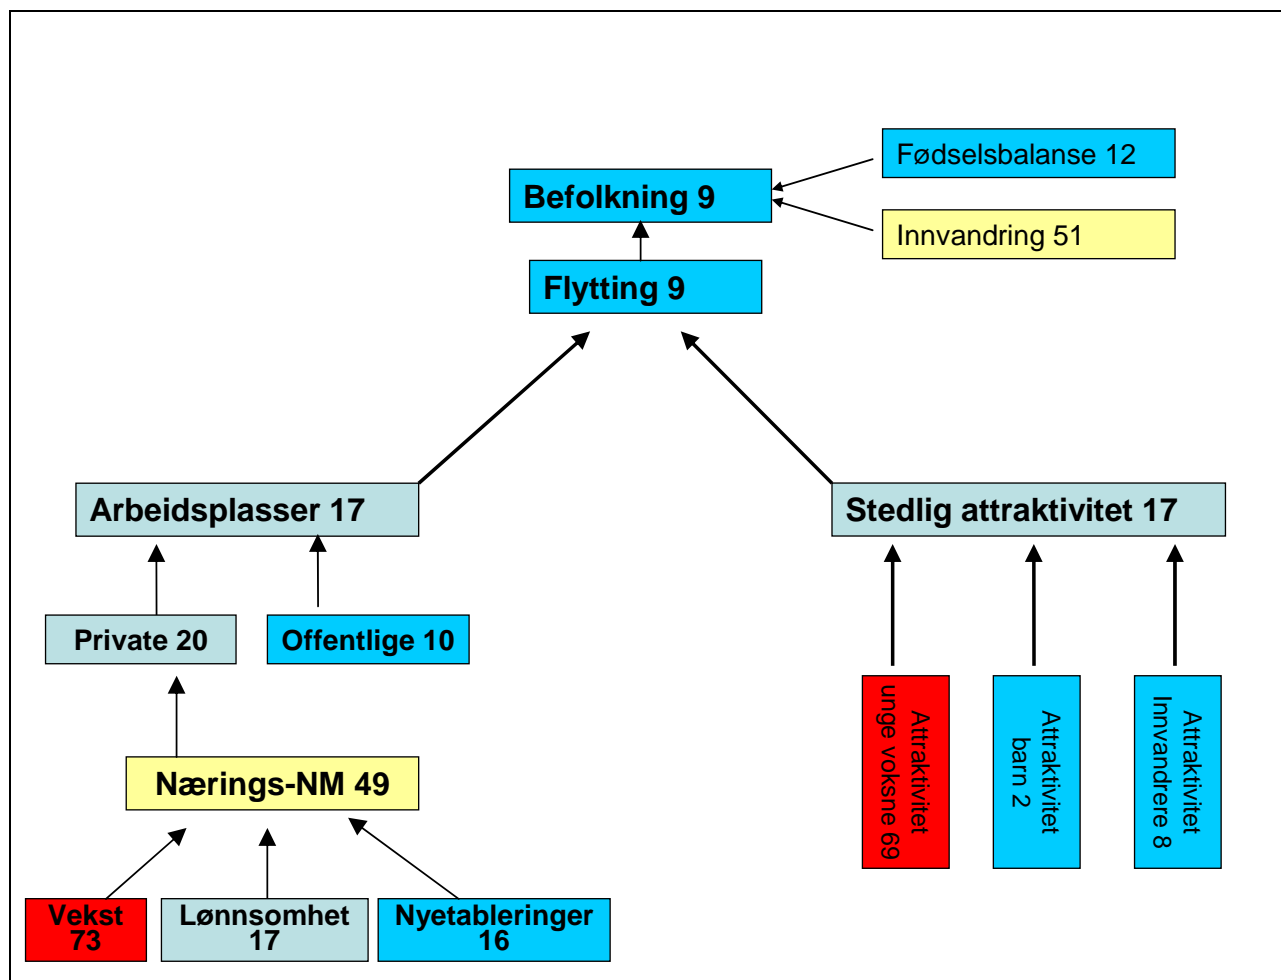 Fødselsbalanse 12
Befolkning 9
Innvandring 51
Flytting 9
Arbeidsplasser 17
Stedlig attraktivitet 17
Private 20
Offentlige 10
Attraktivitet
unge voksne 69
Attraktivitet
barn 2
Attraktivitet
Innvandrere 8
Nærings-NM 49
Vekst
73
Lønnsomhet
17
Nyetableringer
16